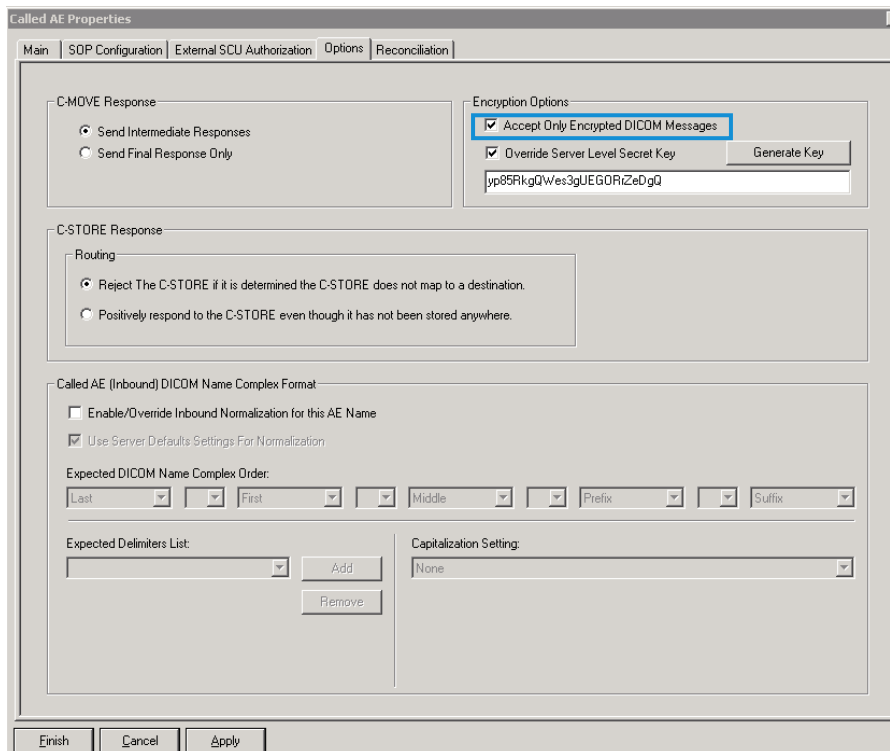 Called AE Properties
Main SOP Configuration External SCU Authorization Options Reconciliation
C-MOVE Response
Send Intermediate Responses
Send Final Response Only
Encryption Options
Accept Only Encrypted DICOM Messages
Override Server Level Secret Key Generate Key
yp85RkgQWes3gUEGORrZeDgQ
C-STORE Response
Routing
Reject The C-STORE if it is determined the C-STORE does not map to a destination.
Positively respond to the C-STORE even though it has not been stored anywhere.
Called AE (Inbound) DICOM Name Complex Format
Enable/Override Inbound Normalization for this AE Name
Use Server Defaults Settings For Normalization
Expected DICOM Name Complex Order:
Last First Middle Prefix Suffix
Expected Delimiters List:
Add
Remove
Capitalization Setting:
None
Finish Cancel Apply